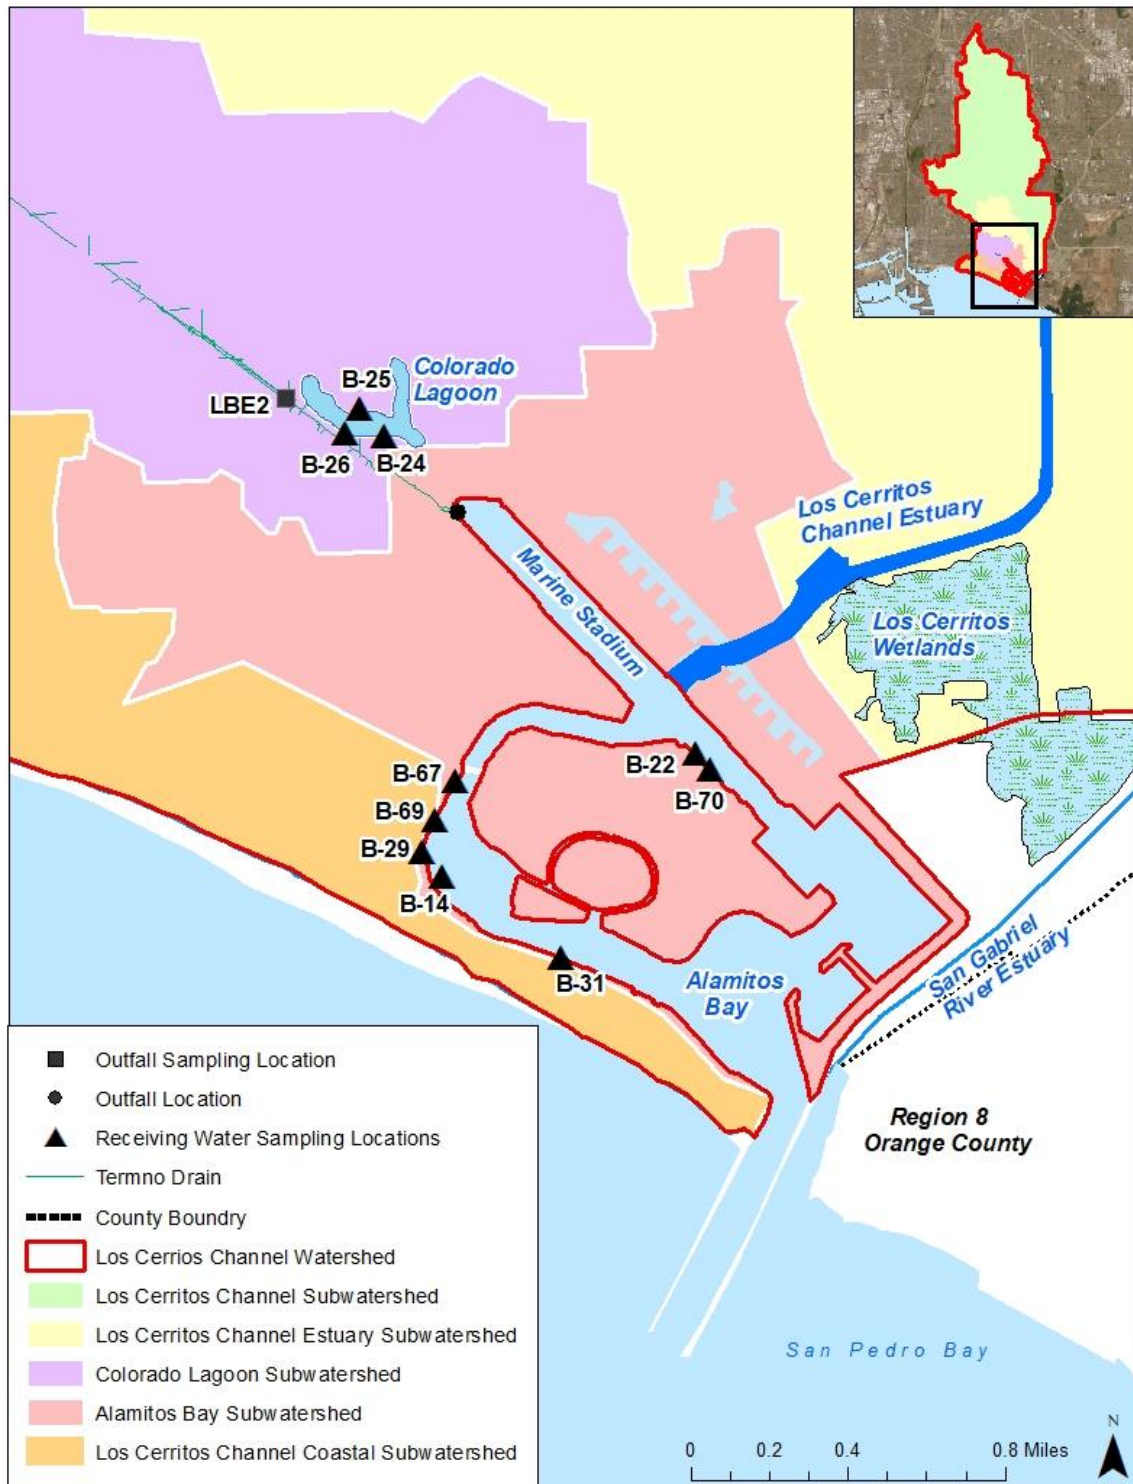 Colorado
Lagoon
B-25
LBE2
B-26
B-24
Los Cerritos
Channel Estuary
Marine Stadium
Los Cerritos
Wetlands
B-67
B-22
B-70
B-69
B-29
B-14
B-31
Alamitos
Bay
San Gabriel
River Estuary
Region 8
Orange County
San Pedro Bay
Outfall Sampling Location
Outfall Location
Receiving Water Sampling Locations
Termno Drain
County Boundry
Los Cerrios Channel Watershed
Los Cerritos Channel Subwatershed
Los Cerritos Channel Estuary Subwatershed
Colorado Lagoon Subwatershed
Alamitos Bay Subwatershed
Los Cerritos Channel Coastal Subwatershed
0 0.2 0.4 0.8 Miles
N